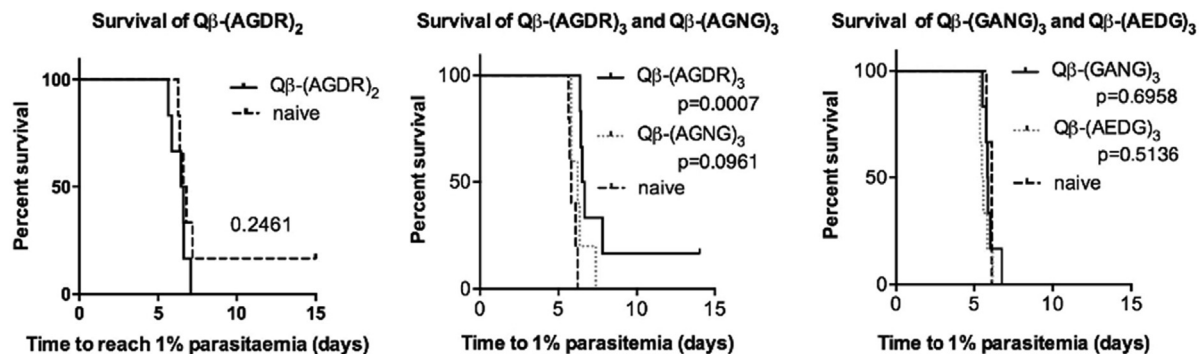 Survival of Qβ-(AGDR)₂
Percent survival
100
50
0
0 5 10 15
Qβ-(AGDR)₂
naive
0.2461
Time to reach 1% parasitaemia (days)
Survival of Qβ-(AGDR)₃ and Qβ-(AGNG)₃
Percent survival
100
50
0
0 5 10 15
Qβ-(AGDR)₃
p=0.0007
Qβ-(AGNG)₃
p=0.0961
naive
Time to 1% parasitemia (days)
Survival of Qβ-(GANG)₃ and Qβ-(AEDG)₃
Percent survival
100
50
0
0 5 10 15
Qβ-(GANG)₃
p=0.6958
Qβ-(AEDG)₃
p=0.5136
naive
Time to 1% parasitemia (days)